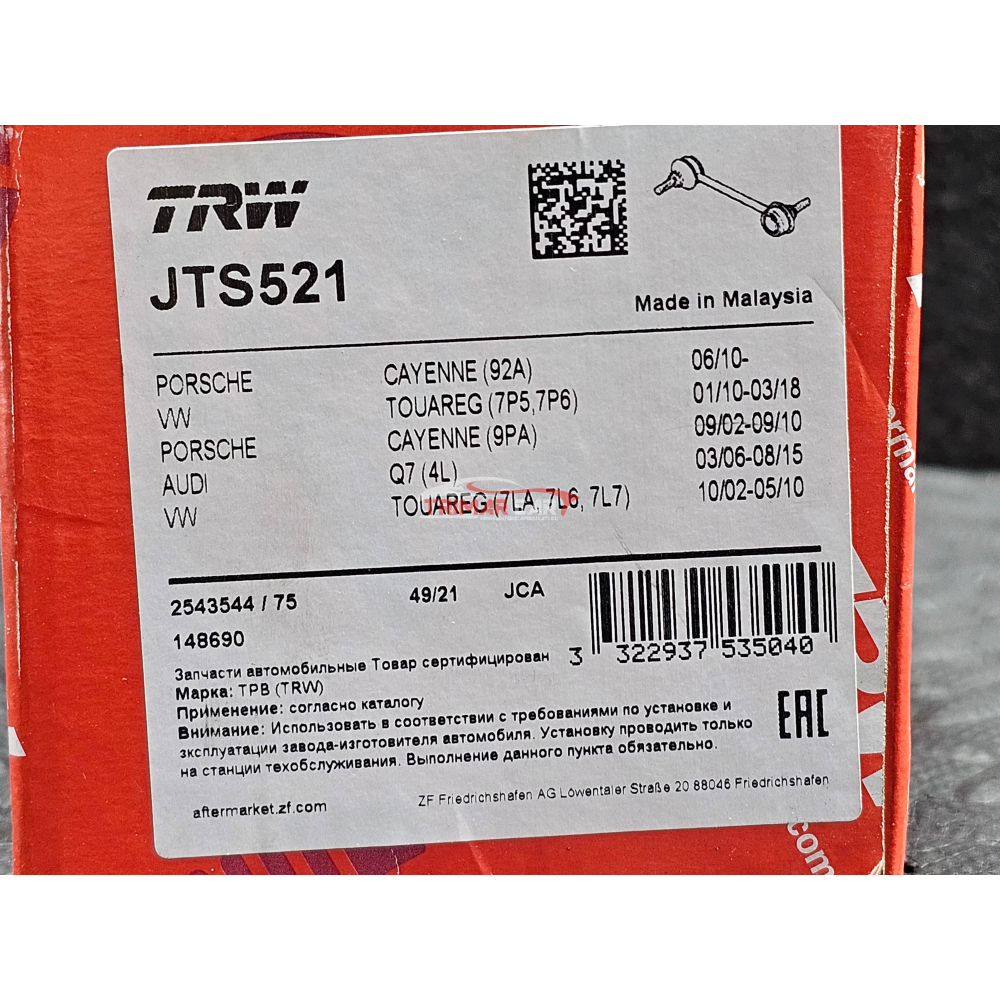 TRW
JTS521
Made in Malaysia
PORSCHE CAYENNE (92A) 06/10-
VW TOUAREG (7P5,7P6) 01/10-03/18
PORSCHE CAYENNE (9PA) 09/02-09/10
AUDI Q7 (4L) 03/06-08/15
VW TOUAREG (7LA, 7L6, 7L7) 10/02-05/10
2543544 / 75 49/21 JCA
148690
3 322937 535040
Запчасти автомобильные Товар сертифицирован
Марка: ТРВ (TRW)
Применение: согласно каталогу
Внимание: Использовать в соответствии с требованиями по установке и
эксплуатации завода-изготовителя автомобиля. Установку проводить только
на станции техобслуживания. Выполнение данного пункта обязательно.
EAC
aftermarket.zf.com
ZF Friedrichshafen AG Löwentaler Straße 20 88046 Friedrichshafen
.com